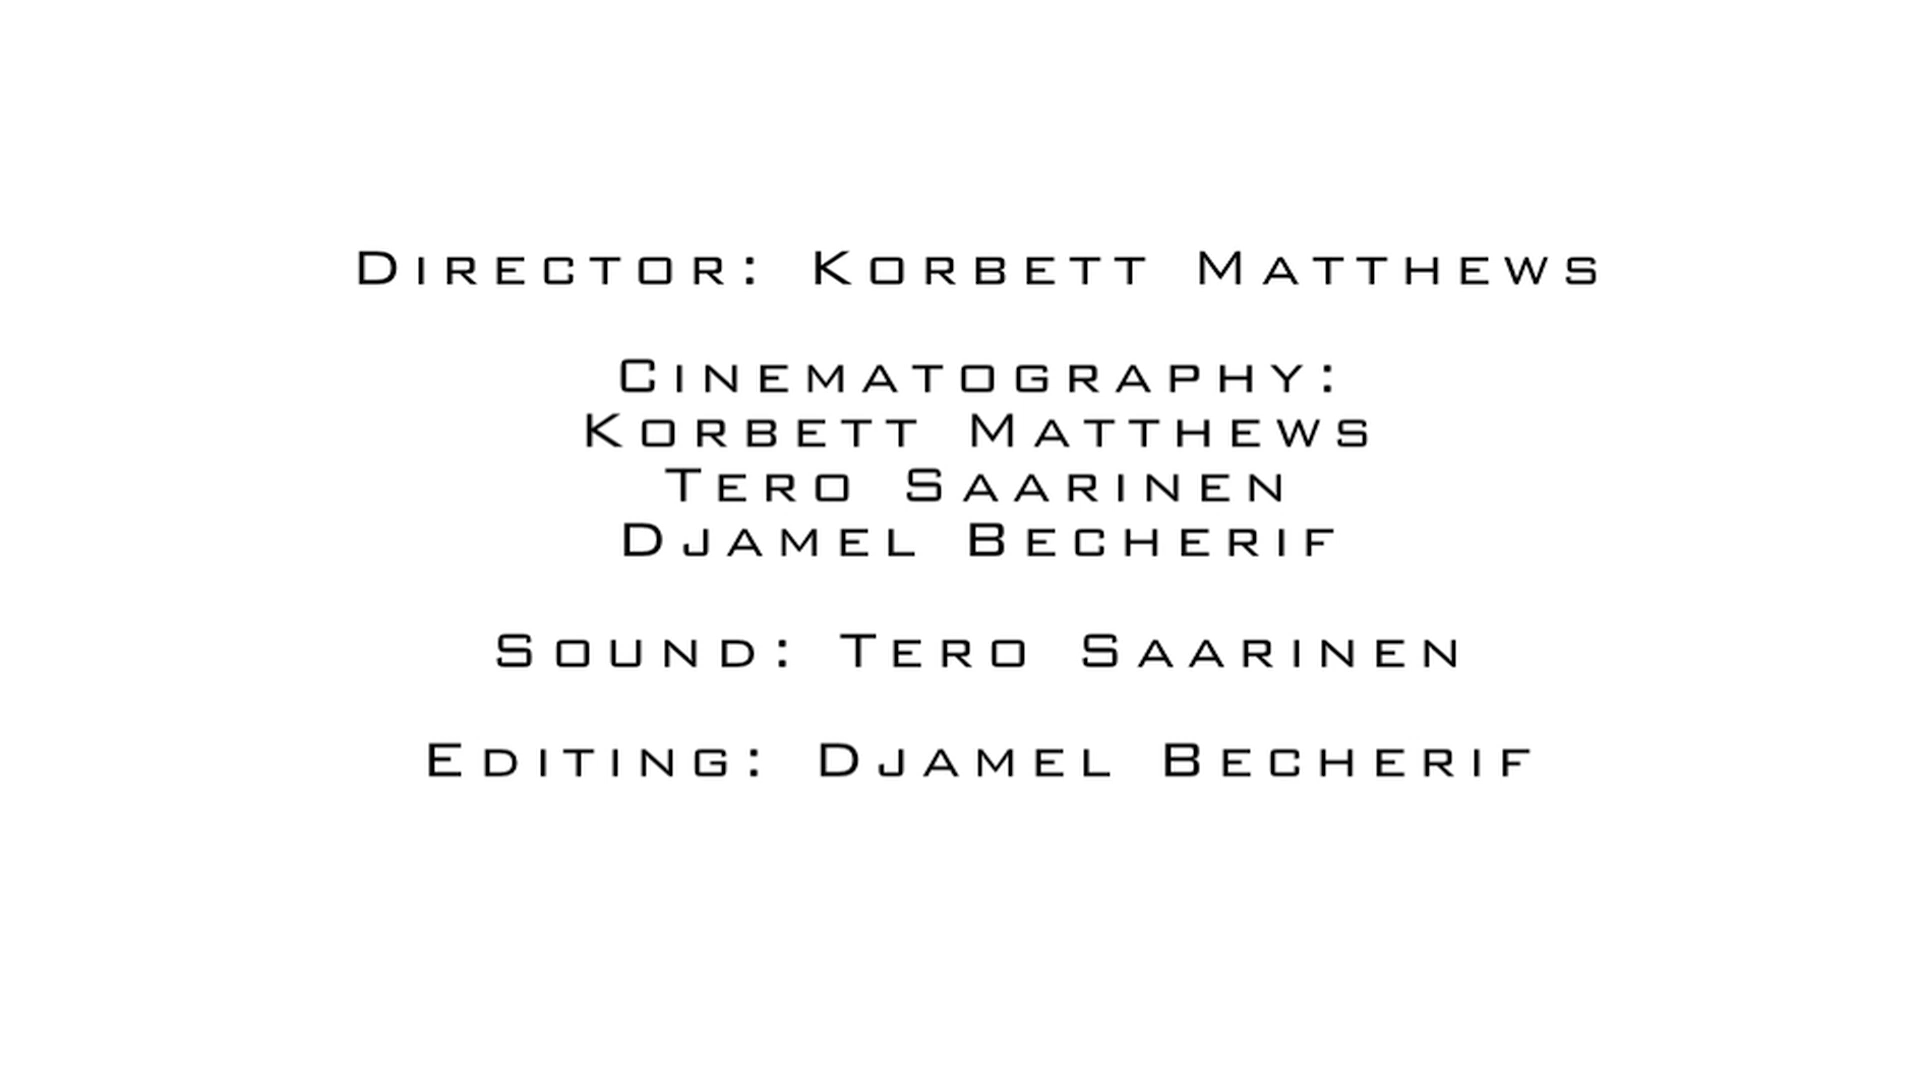 Director: Korbett Matthews
Cinematography:
Korbett Matthews
Tero Saarinen
Djamel Becherif
Sound: Tero Saarinen
Editing: Djamel Becherif